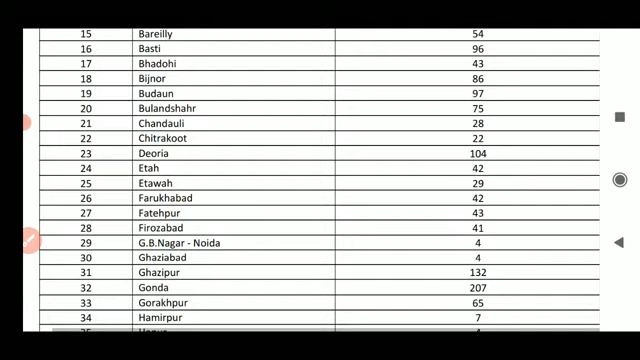 15 Bareilly 54
16 Basti 96
17 Bhadohi 43
18 Bijnor 86
19 Budaun 97
20 Bulandshahr 75
21 Chandauli 28
22 Chitrakoot 22
23 Deoria 104
24 Etah 42
25 Etawah 29
26 Farukhabad 42
27 Fatehpur 43
28 Firozabad 41
29 G.B.Nagar - Noida 4
30 Ghaziabad 4
31 Ghazipur 132
32 Gonda 207
33 Gorakhpur 65
34 Hamirpur 7